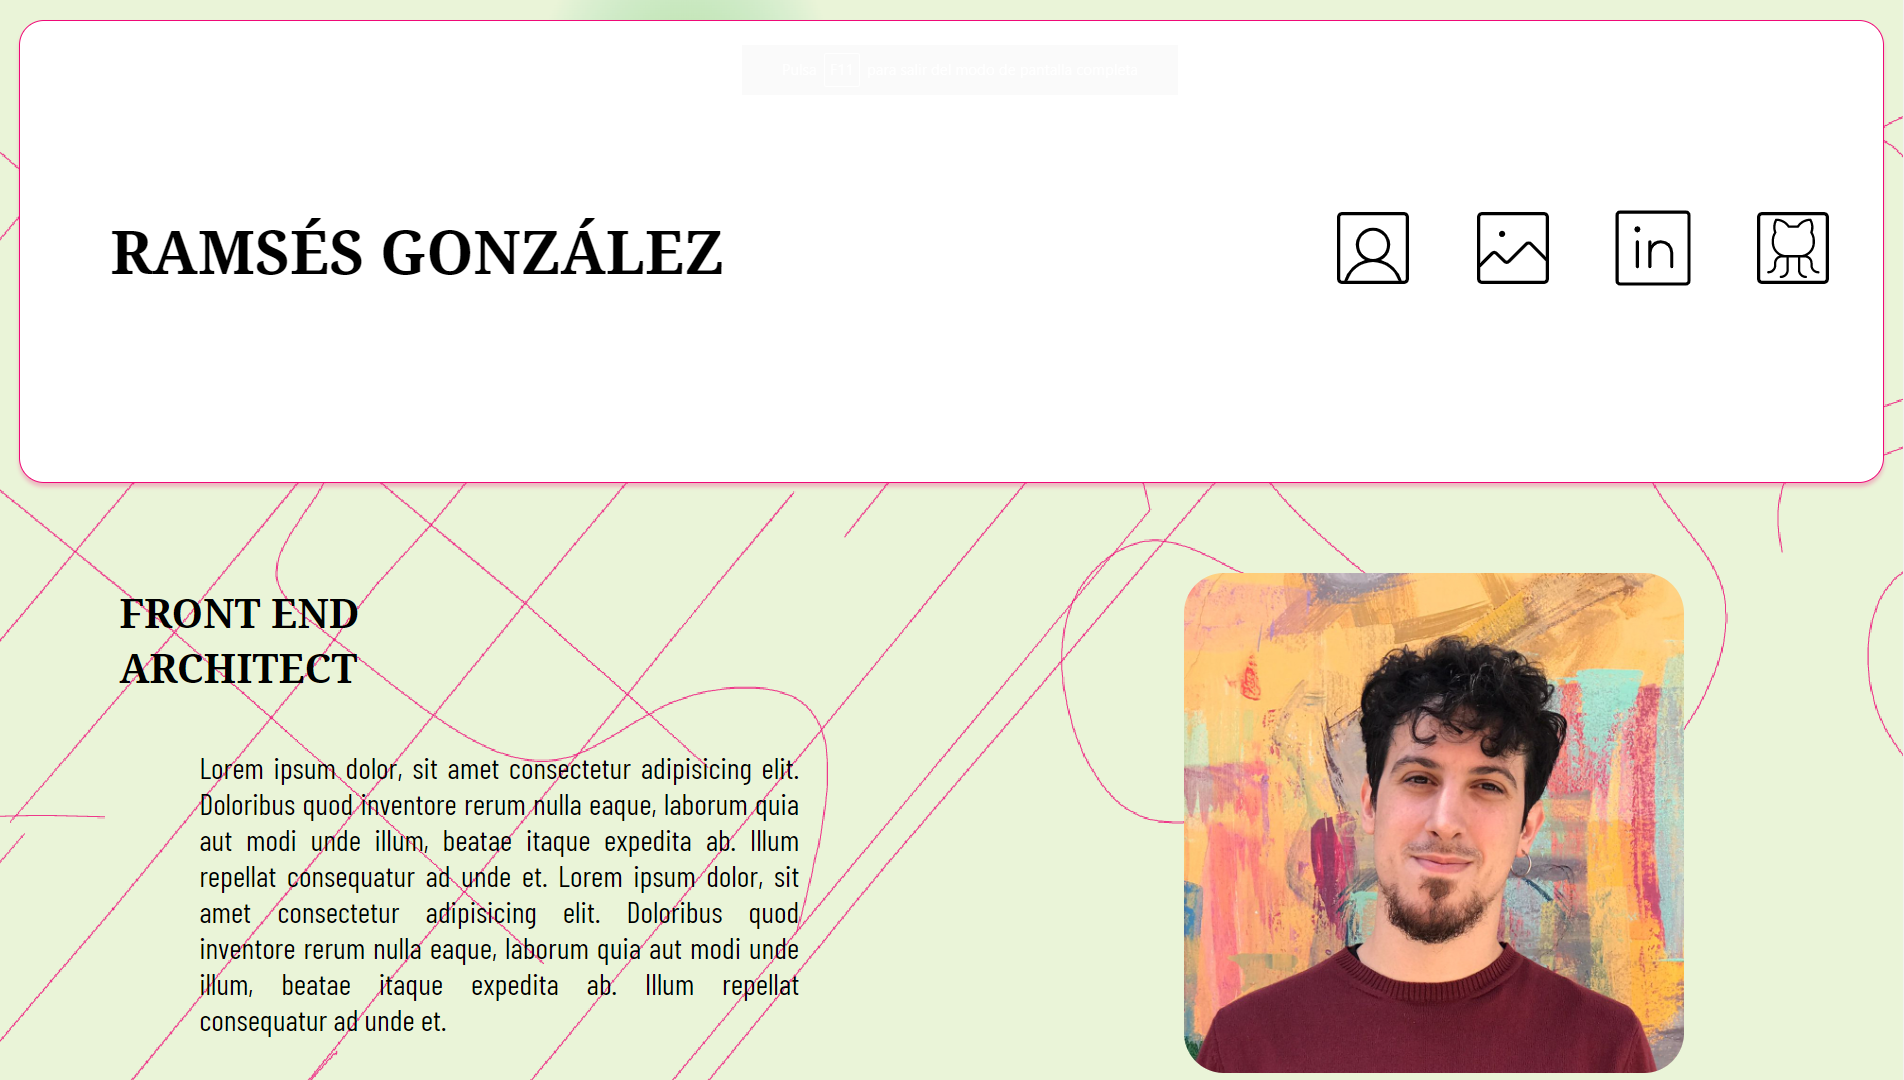 Pulsa F11 para salir del modo de pantalla completa
RAMSÉS GONZÁLEZ
in
FRONT END
ARCHITECT
Lorem ipsum dolor, sit amet consectetur adipisicing elit.
Doloribus quod inventore rerum nulla eaque, laborum quia
aut modi unde illum, beatae itaque expedita ab. Illum
repellat consequatur ad unde et. Lorem ipsum dolor, sit
amet consectetur adipisicing elit. Doloribus quod
inventore rerum nulla eaque, laborum quia aut modi unde
illum, beatae itaque expedita ab. Illum repellat
consequatur ad unde et.